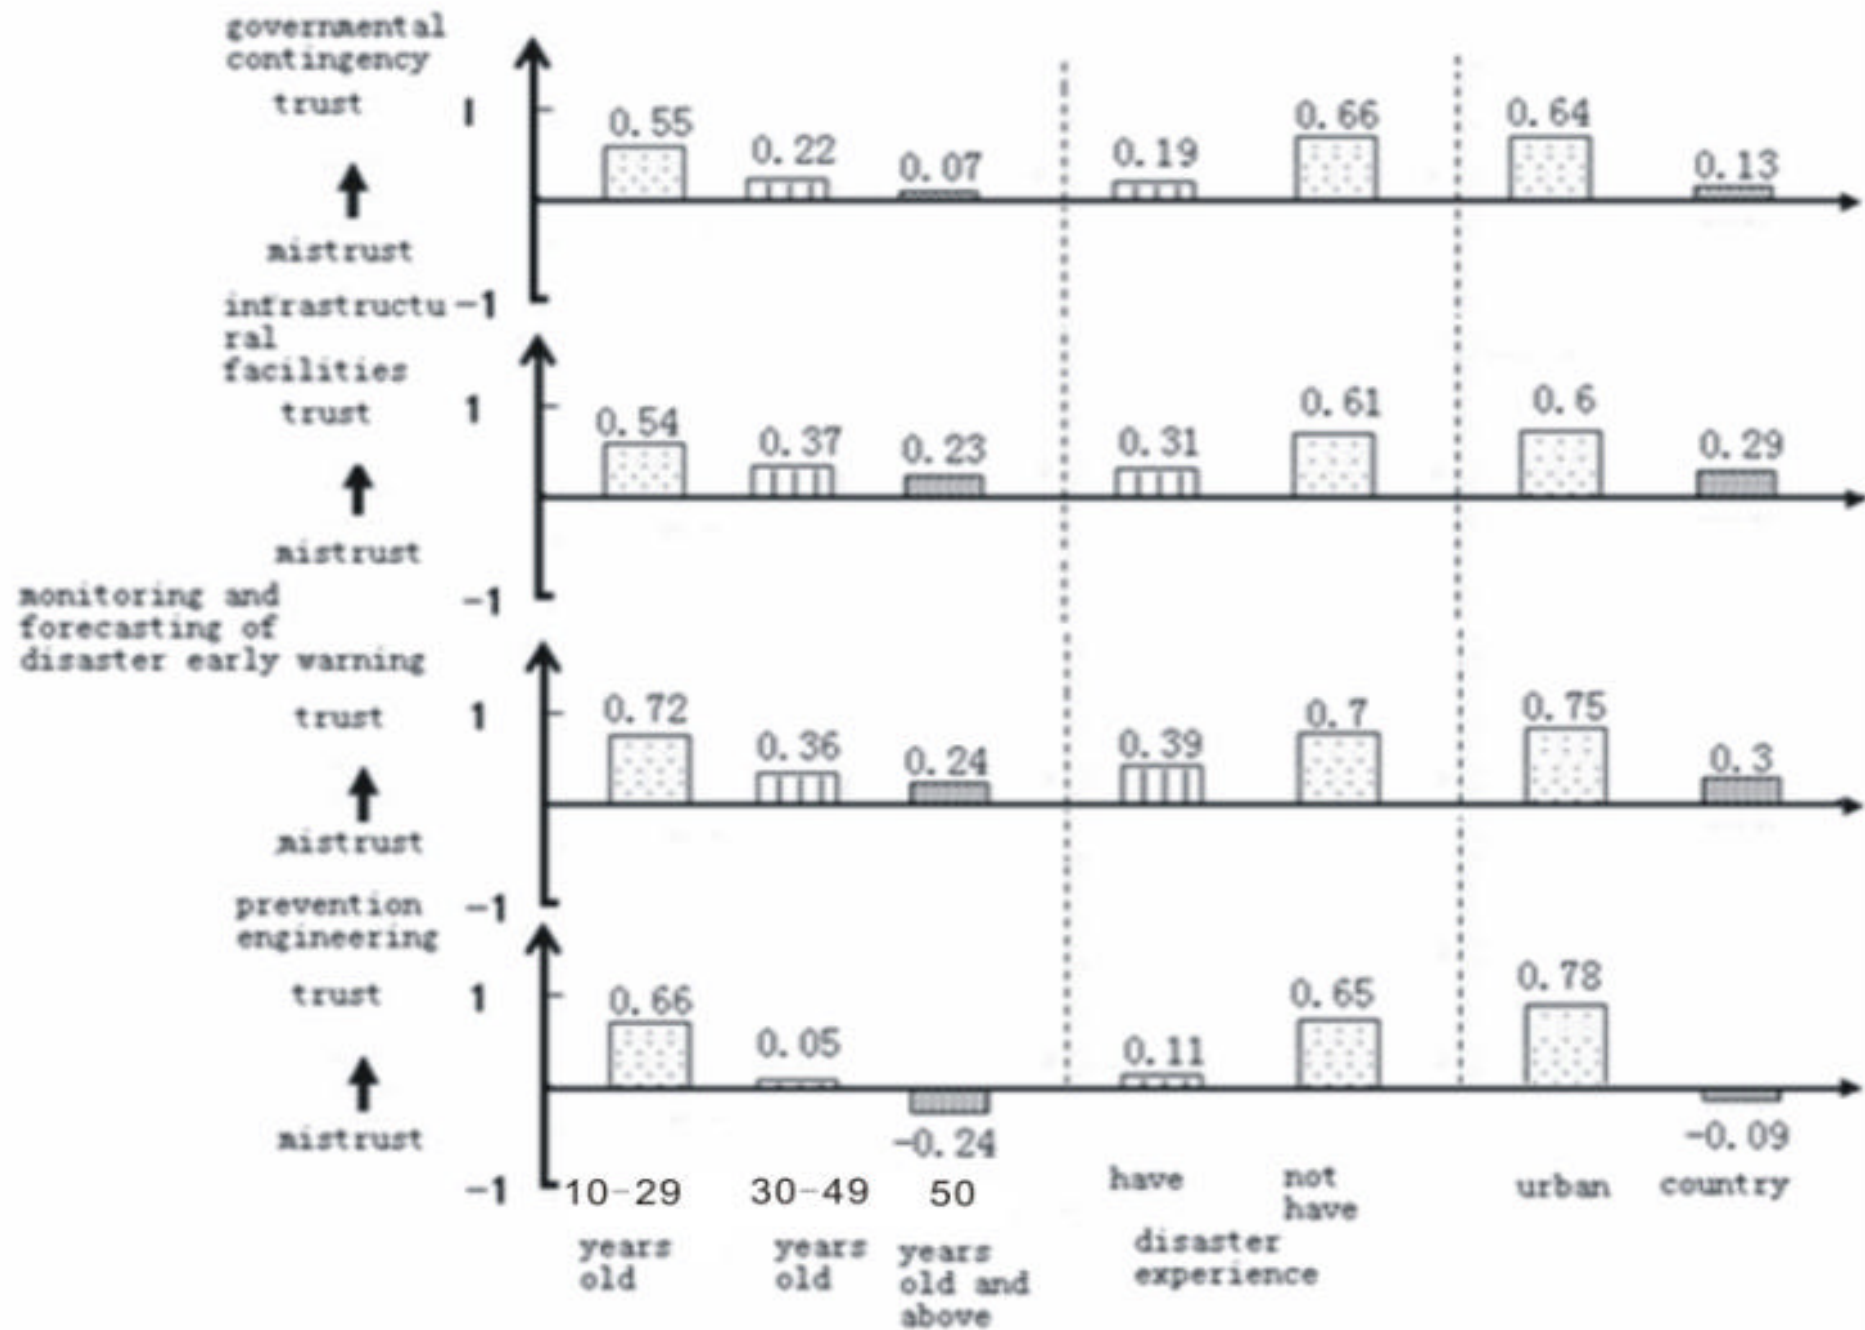 governmental
contingency
trust
1
0.55
0.22
0.07
0.19
0.66
0.64
0.13
mistrust
-1
infrastructu
ral
facilities
trust
1
0.54
0.37
0.23
0.31
0.61
0.6
0.29
mistrust
-1
monitoring and
forecasting of
disaster early warning
trust
1
0.72
0.36
0.24
0.39
0.7
0.75
0.3
mistrust
-1
prevention
engineering
trust
1
0.66
0.05
-0.24
0.11
0.65
0.78
-0.09
mistrust
-1
10-29
years
old
30-49
years
old
50
years
old and
above
have
not
have
disaster
experience
urban
country